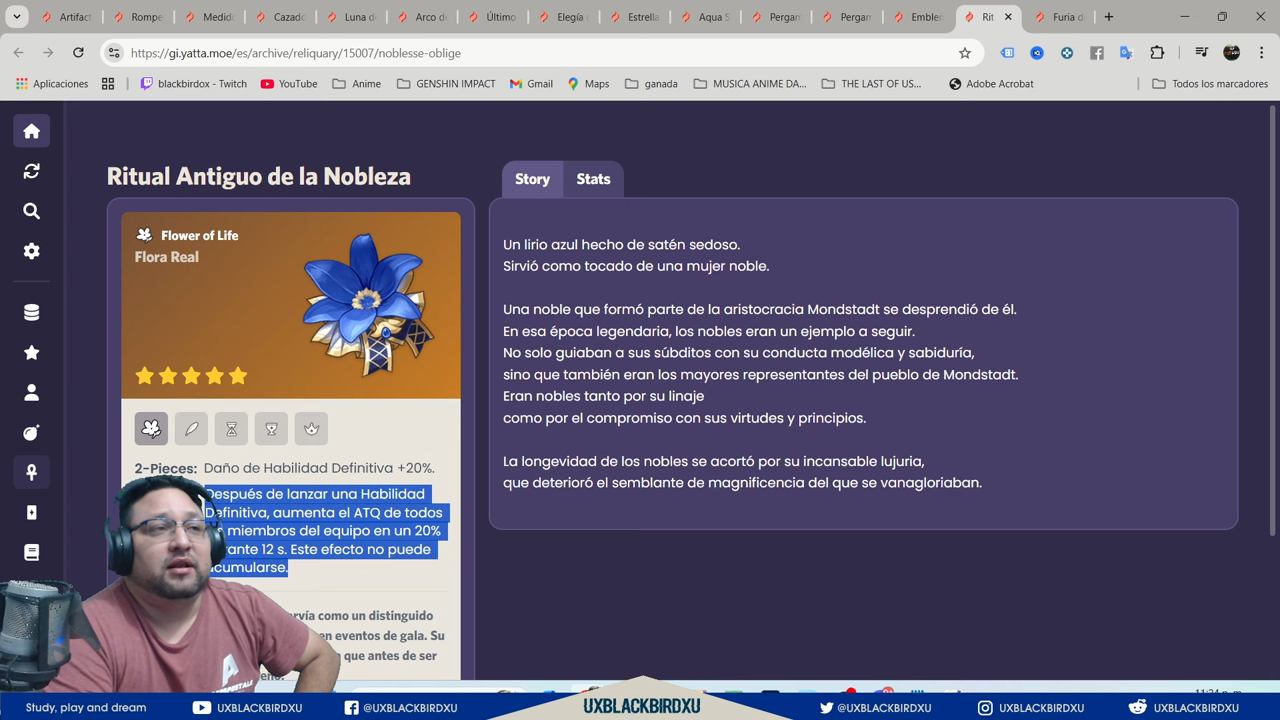 Artifact
Rompe
Medid
Cazado
Luna d
Arco d
Último
Elegía
Estrella
Aqua S
Pergan
Pergan
Emblen
Rit
Furia d
https://gi.yatta.moe/es/archive/reliquary/15007/noblesse-oblige
Aplicaciones
blackbirdox - Twitch
YouTube
Anime
GENSHIN IMPACT
Gmail
Maps
ganada
MUSICA ANIME DA...
THE LAST OF US...
Adobe Acrobat
Todos los marcadores
Ritual Antiguo de la Nobleza
Story Stats
Flower of Life
Flora Real
2-Pieces: Daño de Habilidad Definitiva +20%.
Después de lanzar una Habilidad
Definitiva, aumenta el ATQ de todos
miembros del equipo en un 20%
rante 12 s. Este efecto no puede
cumularse.
rvía como un distinguido
en eventos de gala. Su
que antes de ser
Un lirio azul hecho de satén sedoso.
Sirvió como tocado de una mujer noble.
Una noble que formó parte de la aristocracia Mondstadt se desprendió de él.
En esa época legendaria, los nobles eran un ejemplo a seguir.
No solo guiaban a sus súbditos con su conducta modélica y sabiduría,
sino que también eran los mayores representantes del pueblo de Mondstadt.
Eran nobles tanto por su linaje
como por el compromiso con sus virtudes y principios.
La longevidad de los nobles se acortó por su incansable lujuria,
que deterioró el semblante de magnificencia del que se vanagloriaban.
Study, play and dream
UXBLACKBIRDXU
@UXBLACKBIRDXU
UXBLACKBIRDXU
@UXBLACKBIRDXU
UXBLACKBIRDXU
UXBLACKBIRDXU